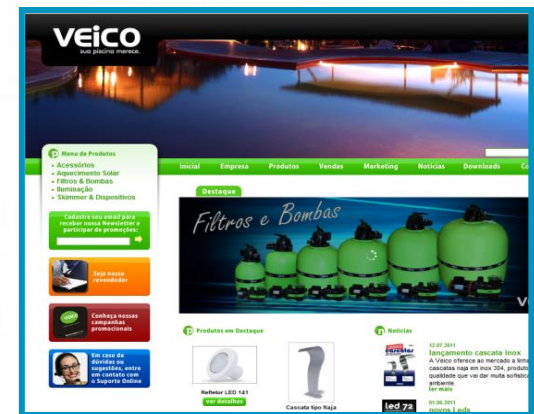 VEiCO
sua piscina merece.
Menu de Produtos
Acessórios
Aquecimento Solar
Filtros & Bombas
Iluminação
Skimmer & Dispositivos
Cadastre seu email para
receber nossa Newsletter e
participar de promoções:
Seja nosso
revendedor
Conheça nossas
campanhas
promocionais
Em caso de
dúvidas ou
sugestões, entre
em contato com
o Suporte Online
Inicial Empresa Produtos Vendas Marketing Notícias Downloads Co
Destaque
Filtros e Bombas
V
Produtos em Destaque
Refletor LED 141
ver detalhes
Cascata tipo Naja
Notícias
12.07.2011
lançamento cascata inox
A Veico oferece ao mercado a linha
cascatas naja em inox 304, produto
qualidade que vai dar muita sofistica
ambiente.
ler mais
cascatas
led 72
01.06.2011
novos Leds